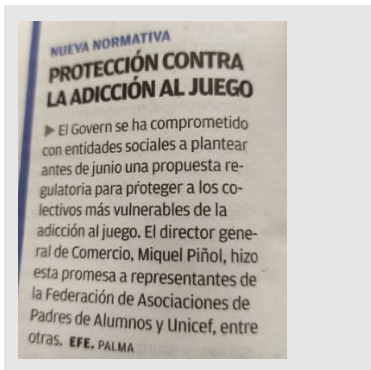 NUEVA NORMATIVA
PROTECCIÓN CONTRA
LA ADICCIÓN AL JUEGO
▶ El Govern se ha comprometido
con entidades sociales a plantear
antes de junio una propuesta re-
gulatoria para proteger a los co-
lectivos más vulnerables de la
adicción al juego. El director gene-
ral de Comercio, Miquel Piñol, hizo
esta promesa a representantes de
la Federación de Asociaciones de
Padres de Alumnos y Unicef, entre
otras. EFE. PALMA